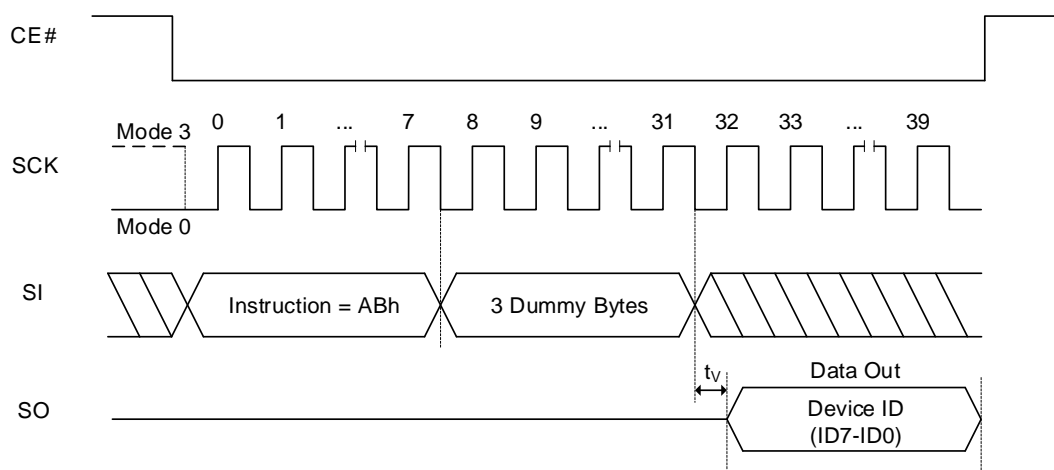 CE#
0 1 ... 7 8 9 ... 31 32 33 ... 39
Mode 3
SCK
Mode 0
SI
Instruction = ABh
3 Dummy Bytes
tV
Data Out
SO
Device ID
(ID7-ID0)